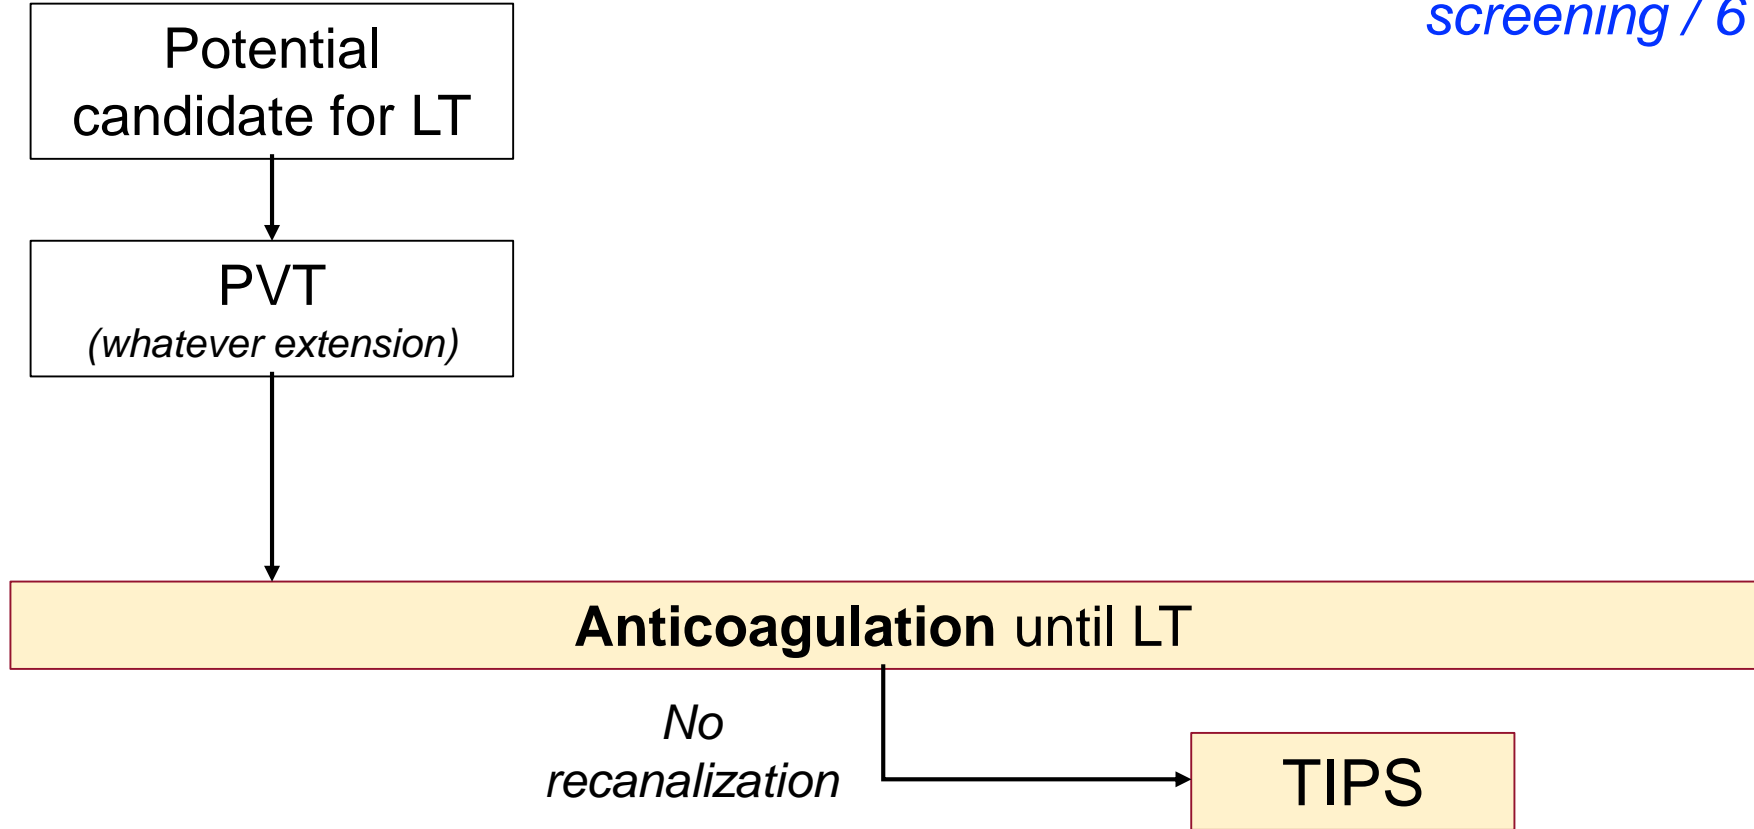 screening / 6
Potential
candidate for LT
PVT
(whatever extension)
Anticoagulation until LT
No
recanalization
TIPS